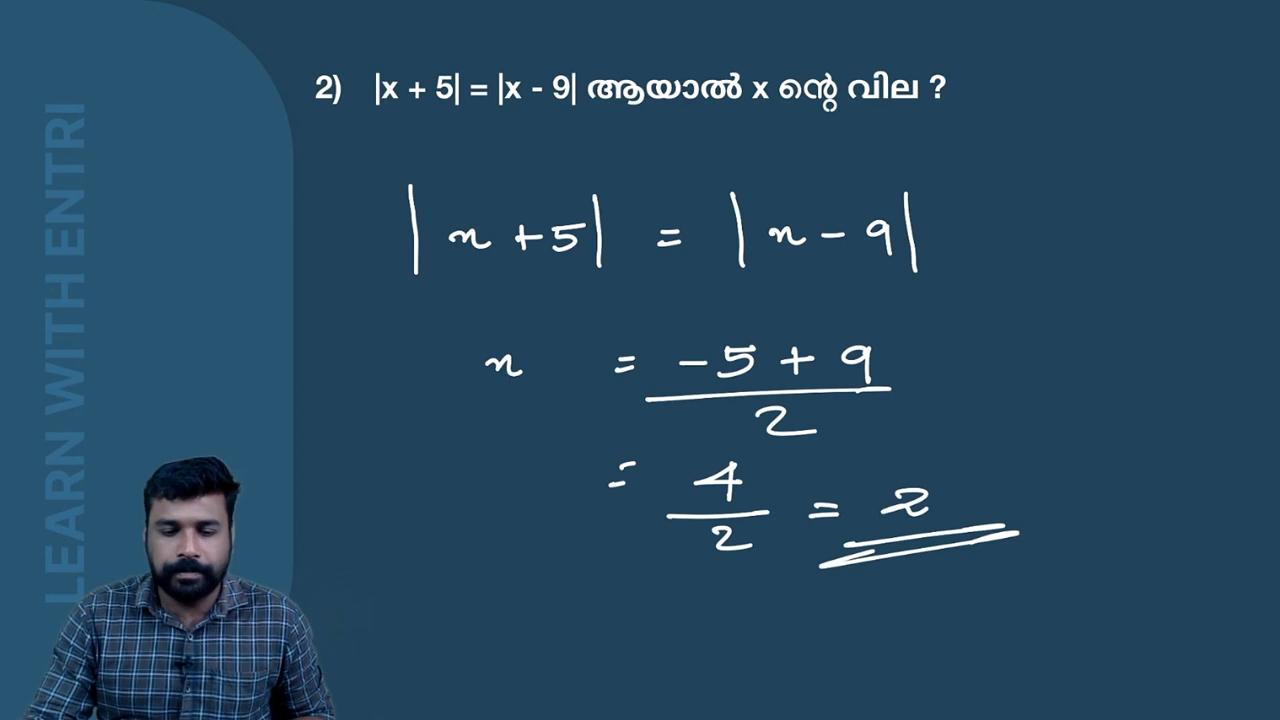 LEARN WITH ENTRI
2) |x + 5| = |x - 9| ആയാൽ x ന്റെ വില ?
|x + 5| = |x - 9|
x = -5 + 9
2
= 4
2
= 2